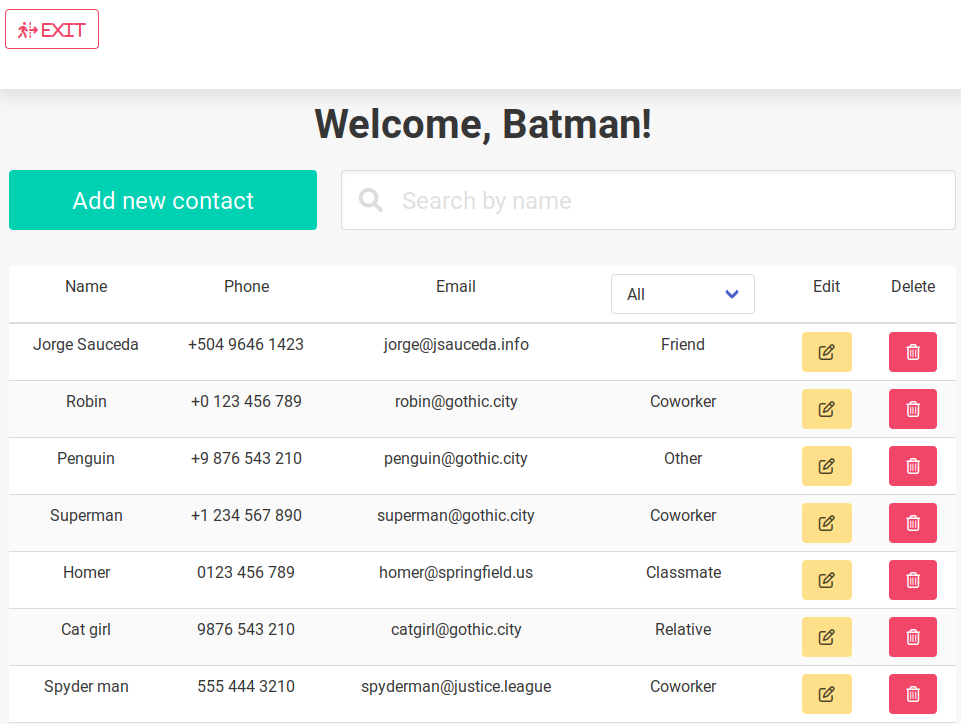 EXIT
Welcome, Batman!
Add new contact Search by name
Name Phone Email All Edit Delete
Jorge Sauceda +504 9646 1423 jorge@jsauceda.info Friend
Robin +0 123 456 789 robin@gothic.city Coworker
Penguin +9 876 543 210 penguin@gothic.city Other
Superman +1 234 567 890 superman@gothic.city Coworker
Homer 0123 456 789 homer@springfield.us Classmate
Cat girl 9876 543 210 catgirl@gothic.city Relative
Spyder man 555 444 3210 spyderman@justice.league Coworker